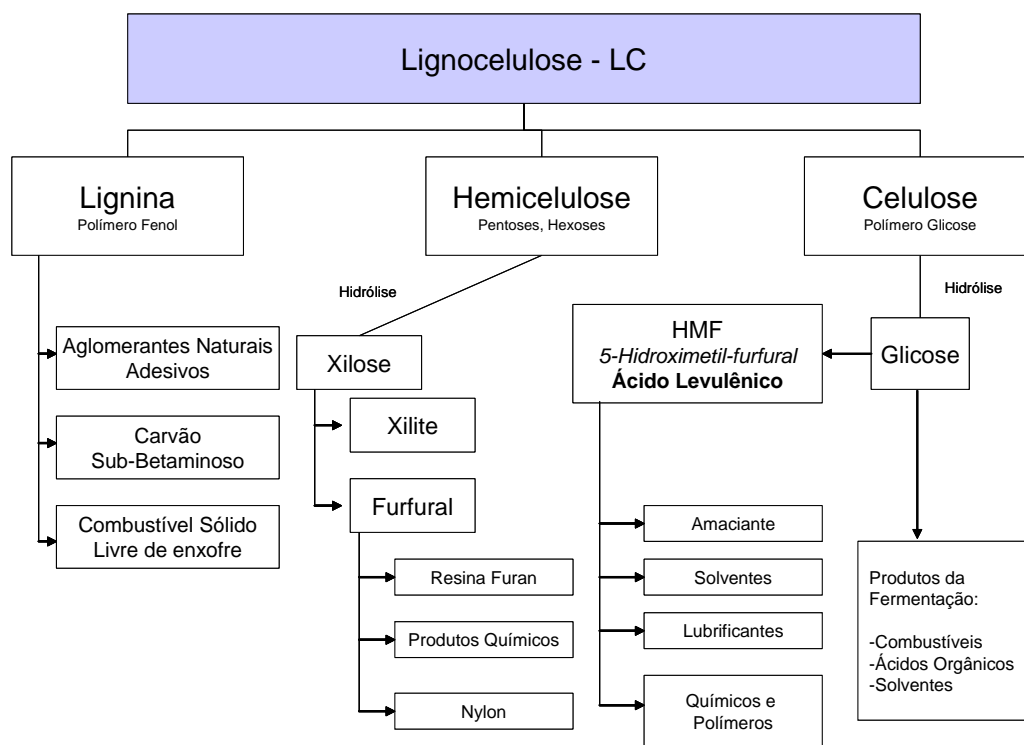 Lignocelulose - LC
Lignina
Polímero Fenol
Hemicelulose
Pentoses, Hexoses
Celulose
Polímero Glicose
Hidrólise
Hidrólise
Aglomerantes Naturais
Adesivos
Carvão
Sub-Betaminoso
Combustível Sólido
Livre de enxofre
Xilose
Xilite
Furfural
Resina Furan
Produtos Químicos
Nylon
HMF
5-Hidroximetil-furfural
Ácido Levulênico
Glicose
Amaciante
Solventes
Lubrificantes
Químicos e
Polímeros
Produtos da
Fermentação:
-Combustíveis
-Ácidos Orgânicos
-Solventes